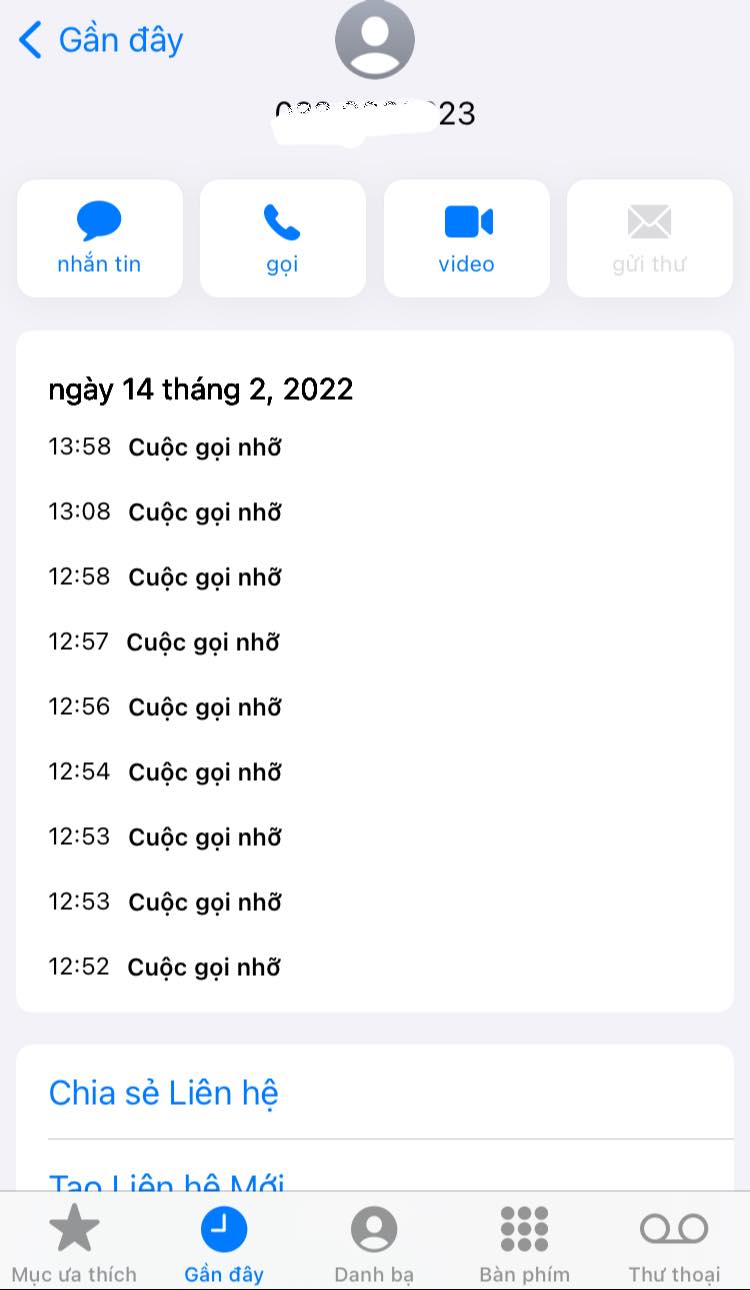 Gần đây
23
nhắn tin
gọi
video
gửi thư
ngày 14 tháng 2, 2022
13:58 Cuộc gọi nhỡ
13:08 Cuộc gọi nhỡ
12:58 Cuộc gọi nhỡ
12:57 Cuộc gọi nhỡ
12:56 Cuộc gọi nhỡ
12:54 Cuộc gọi nhỡ
12:53 Cuộc gọi nhỡ
12:53 Cuộc gọi nhỡ
12:52 Cuộc gọi nhỡ
Chia sẻ Liên hệ
Tạo Liên hệ Mới
Mục ưa thích
Gần đây
Danh bạ
Bàn phím
Thư thoại